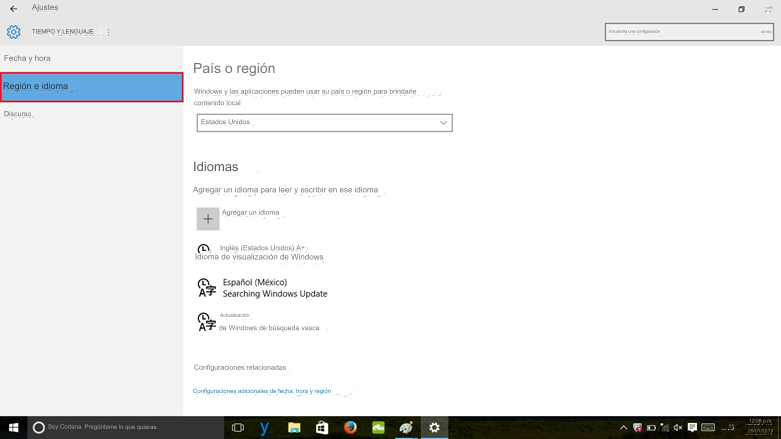 Ajustes
TIEMPO Y LENGUAJE
Encuentra una configuración
Fecha y hora
Región e idioma
Discurso
País o región
Windows y las aplicaciones pueden usar su país o región para brindarle
contenido local
Estados Unidos
Idiomas
Agregar un idioma para leer y escribir en ese idioma
Agregar un idioma
Inglés (Estados Unidos) A+
Idioma de visualización de Windows
Español (México)
Searching Windows Update
Actualización
de Windows de búsqueda vasca
Configuraciones relacionadas
Configuraciones adicionales de fecha, hora y región
Soy Cortana. Pregúntame lo que quieras.
12:08 p.m.